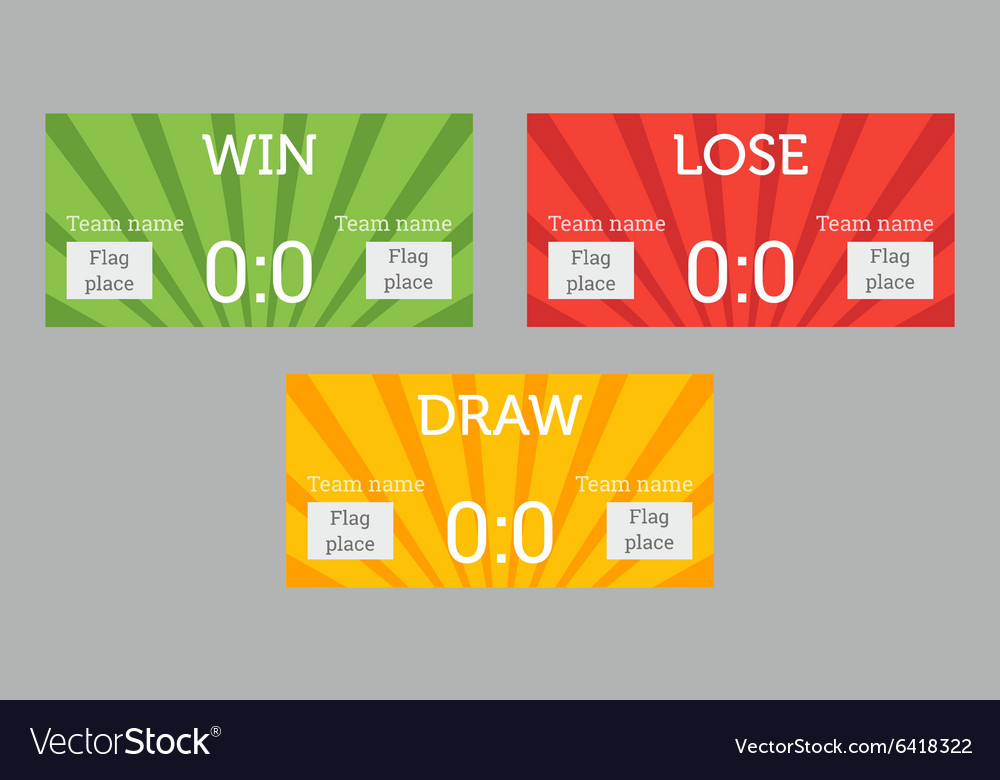 WIN
Team name Team name
Flag place
0:0
Flag place
LOSE
Team name Team name
Flag place
0:0
Flag place
DRAW
Team name Team name
Flag place
0:0
Flag place
VectorStock®
VectorStock.com/6418322